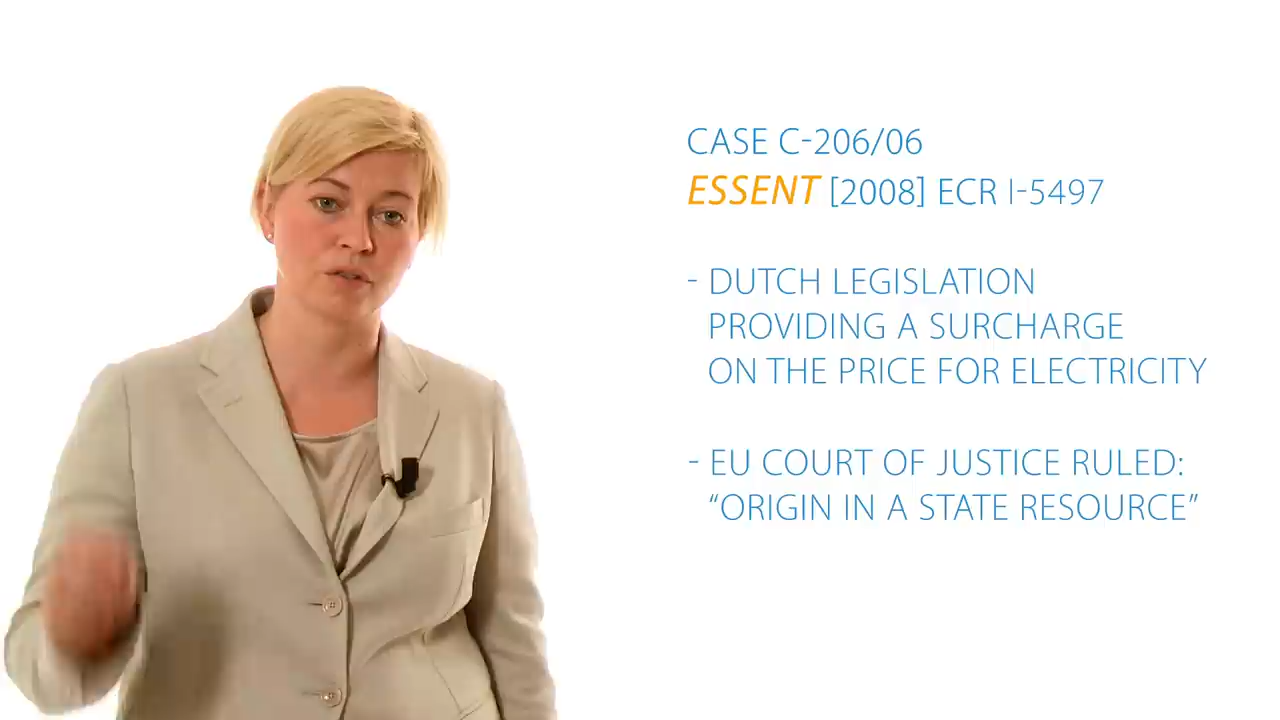 CASE C-206/06
ESSENT [2008] ECR I-5497
- DUTCH LEGISLATION
PROVIDING A SURCHARGE
ON THE PRICE FOR ELECTRICITY
- EU COURT OF JUSTICE RULED:
“ORIGIN IN A STATE RESOURCE”